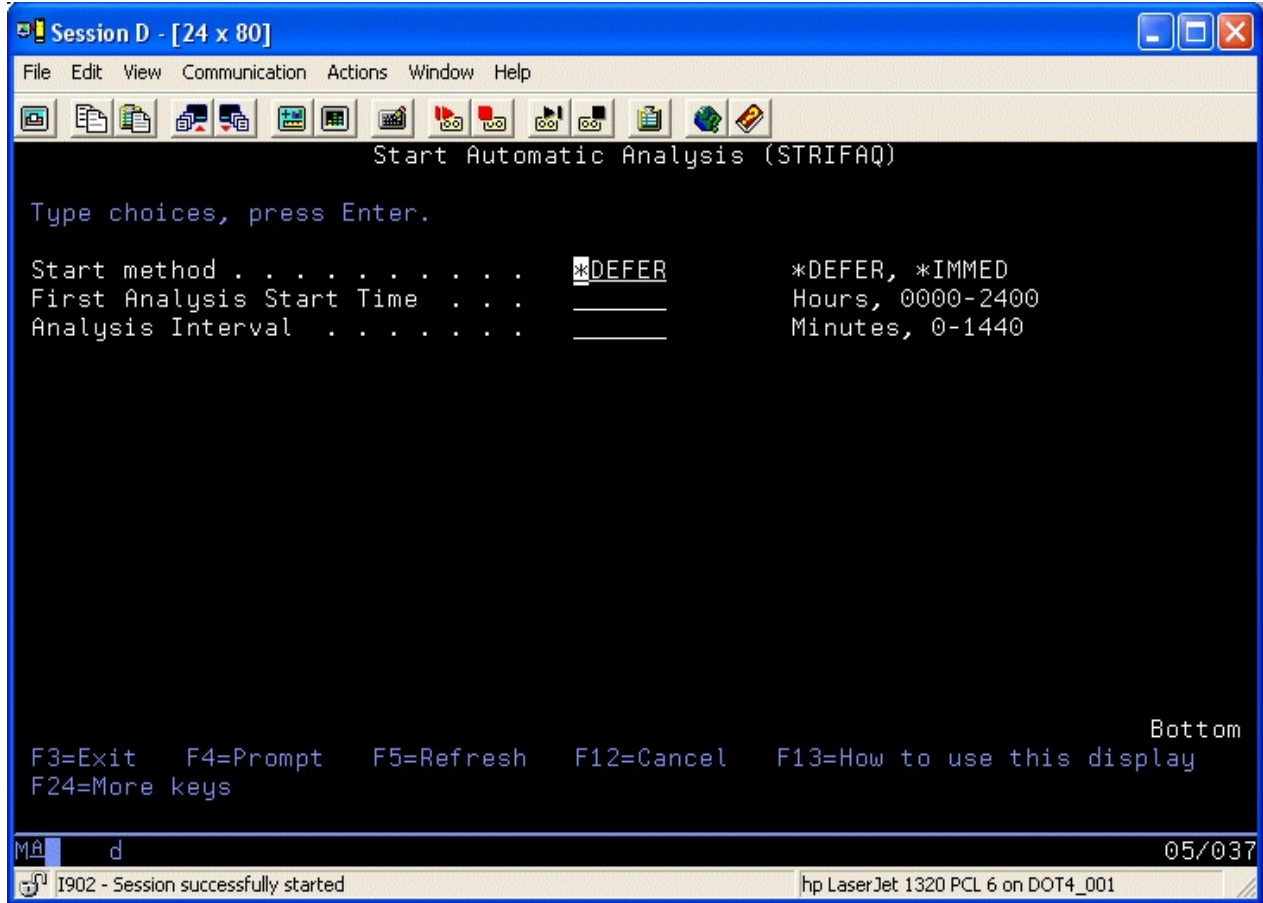 Session D - [24 x 80]
File Edit View Communication Actions Window Help
Start Automatic Analysis (STRIFAQ)
Type choices, press Enter.
Start method . . . . . . . . . . *DEFER *DEFER, *IMMED
First Analysis Start Time . . . Hours, 0000-2400
Analysis Interval . . . . . . . Minutes, 0-1440
Bottom
F3=Exit F4=Prompt F5=Refresh F12=Cancel F13=How to use this display
F24=More keys
MA d 05/037
I902 - Session successfully started hp LaserJet 1320 PCL 6 on DOT4_001